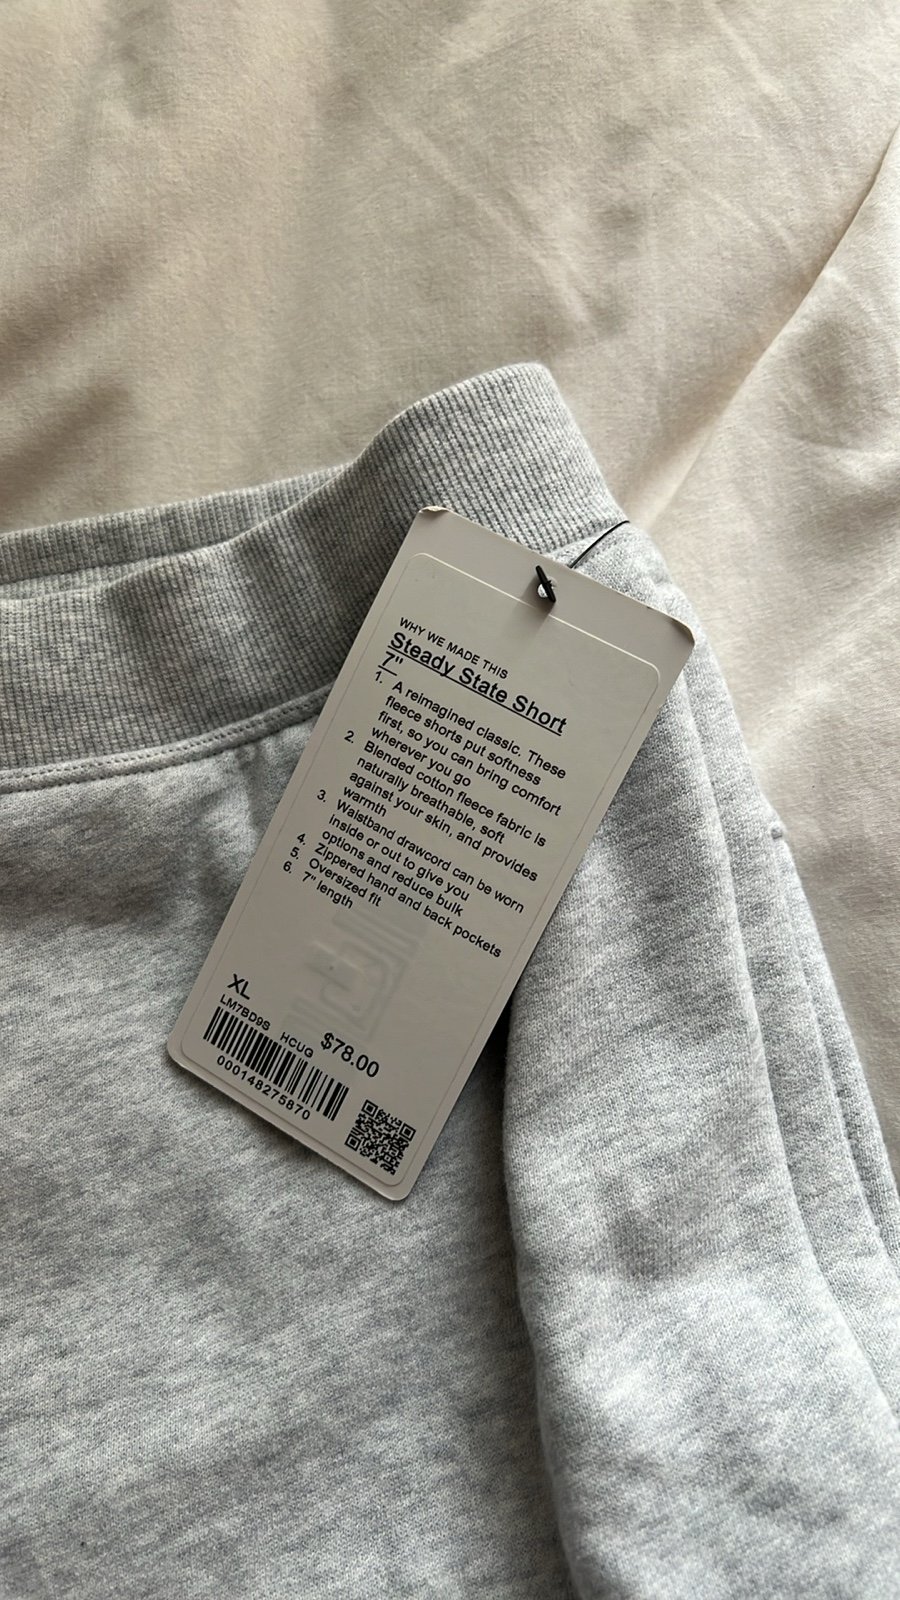 WHY WE MADE THIS
Steady State Short
7"
1. A reimagined classic. These
fleece shorts put softness
first, so you can bring comfort
wherever you go
2. Blended cotton fleece fabric is
naturally breathable, soft
against your skin, and provides
warmth
3. Waistband drawcord can be worn
inside or out to give you
options and reduce bulk
4. Zippered hand and back pockets
5. Oversized fit
6. 7" length
XL
LM7BD9S HCUG $78.00
000148275870